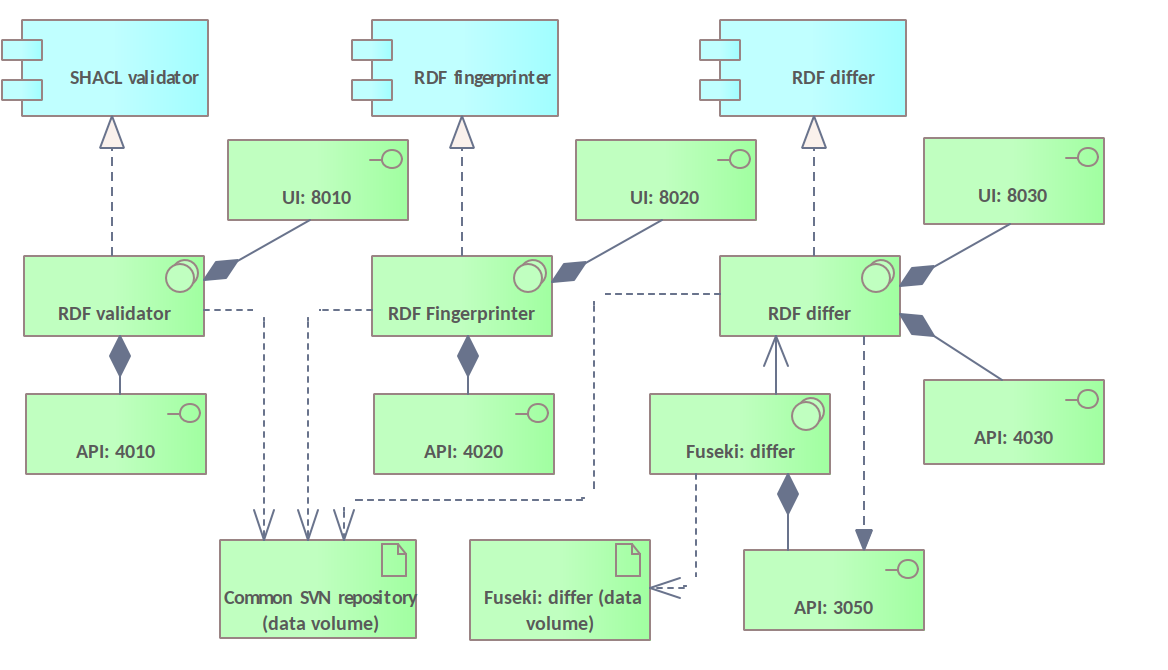 SHACL validator
RDF fingerprinter
RDF differ
UI: 8010
UI: 8020
UI: 8030
RDF validator
RDF Fingerprinter
RDF differ
API: 4010
API: 4020
Fuseki: differ
API: 4030
Common SVN repository
(data volume)
Fuseki: differ (data
volume)
API: 3050